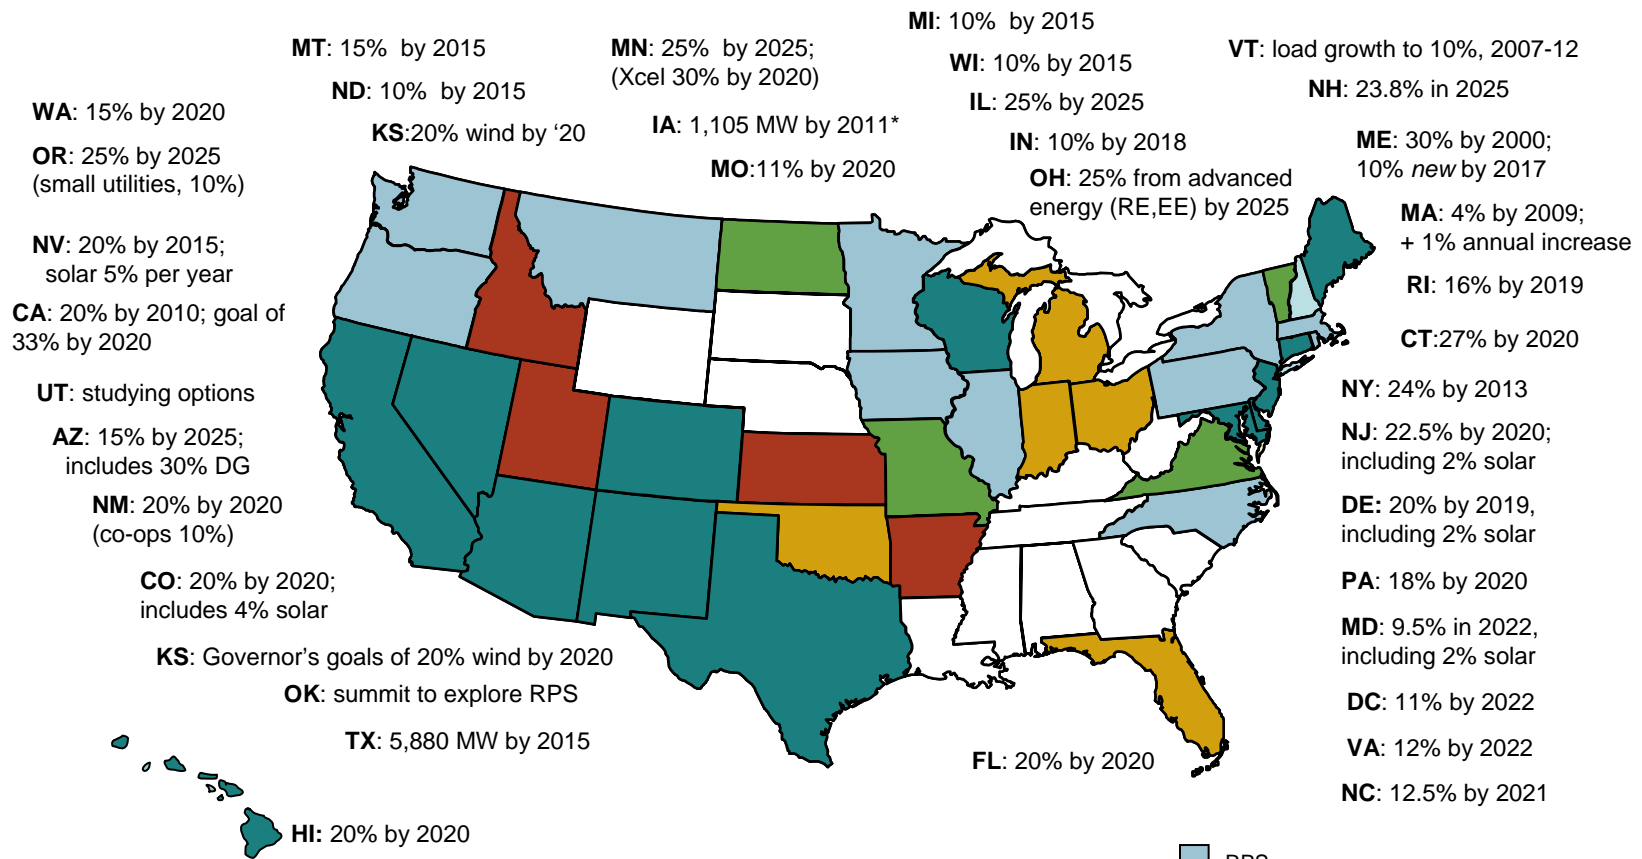 MI: 10% by 2015
MT: 15% by 2015
MN: 25% by 2025;
(Xcel 30% by 2020)
WI: 10% by 2015
VT: load growth to 10%, 2007-12
ND: 10% by 2015
IL: 25% by 2025
NH: 23.8% in 2025
WA: 15% by 2020
KS:20% wind by ‘20
IA: 1,105 MW by 2011*
IN: 10% by 2018
ME: 30% by 2000;
10% new by 2017
OR: 25% by 2025
(small utilities, 10%)
MO:11% by 2020
OH: 25% from advanced
energy (RE,EE) by 2025
MA: 4% by 2009;
+ 1% annual increase
NV: 20% by 2015;
solar 5% per year
RI: 16% by 2019
CA: 20% by 2010; goal of
33% by 2020
CT:27% by 2020
UT: studying options
NY: 24% by 2013
AZ: 15% by 2025;
includes 30% DG
NJ: 22.5% by 2020;
including 2% solar
NM: 20% by 2020
(co-ops 10%)
DE: 20% by 2019,
including 2% solar
CO: 20% by 2020;
includes 4% solar
PA: 18% by 2020
MD: 9.5% in 2022,
including 2% solar
KS: Governor’s goals of 20% wind by 2020
OK: summit to explore RPS
DC: 11% by 2022
TX: 5,880 MW by 2015
VA: 12% by 2022
FL: 20% by 2020
NC: 12.5% by 2021
HI: 20% by 2020
RPS